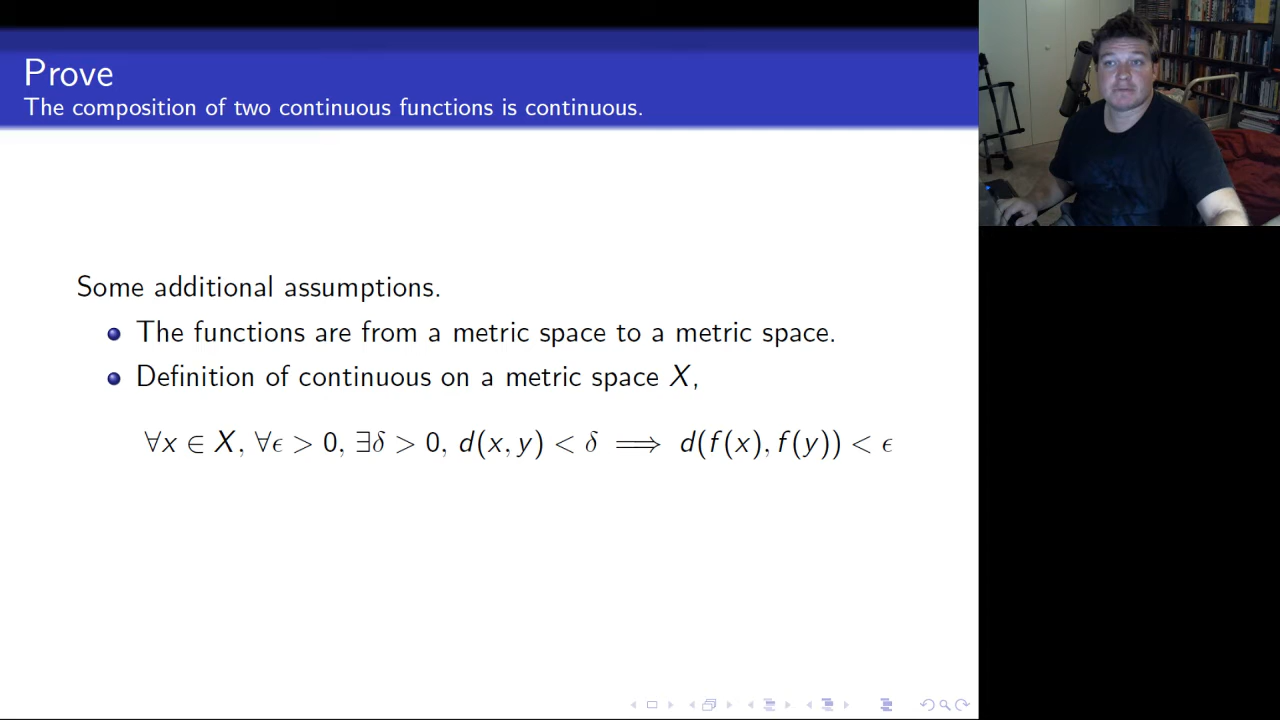 Prove
The composition of two continuous functions is continuous.
Some additional assumptions.
The functions are from a metric space to a metric space.
Definition of continuous on a metric space X,
∀x ∈ X, ∀ϵ > 0, ∃δ > 0, d(x, y) < δ ⟹ d(f(x), f(y)) < ϵ